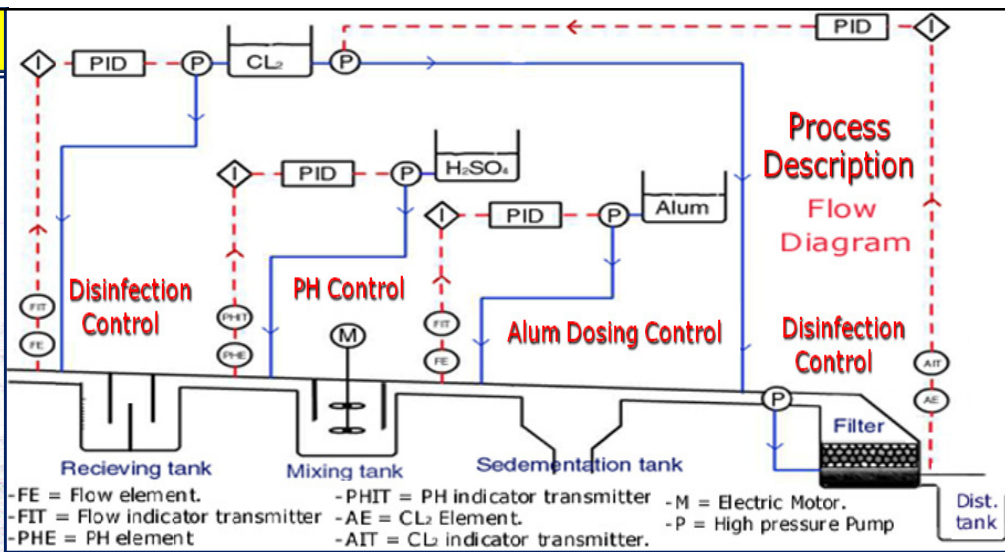 PID
I
I
PID
P
CL₂
P
Process
Description
Flow
Diagram
I
PID
P
H₂SO₄
I
PID
P
Alum
Disinfection
Control
PH Control
Alum Dosing Control
Disinfection
Control
FIT
FE
PHIT
PHE
M
FIT
FE
AIT
AE
P
Filter
Recieving tank
Mixing tank
Sedementation tank
Dist.
tank
-FE = Flow element.
-FIT = Flow indicator transmitter
-PHE = PH element
-PHIT = PH indicator transmitter
-AE = CL₂ Element.
-AIT = CL₂ indicator transmitter.
-M = Electric Motor.
-P = High pressure Pump